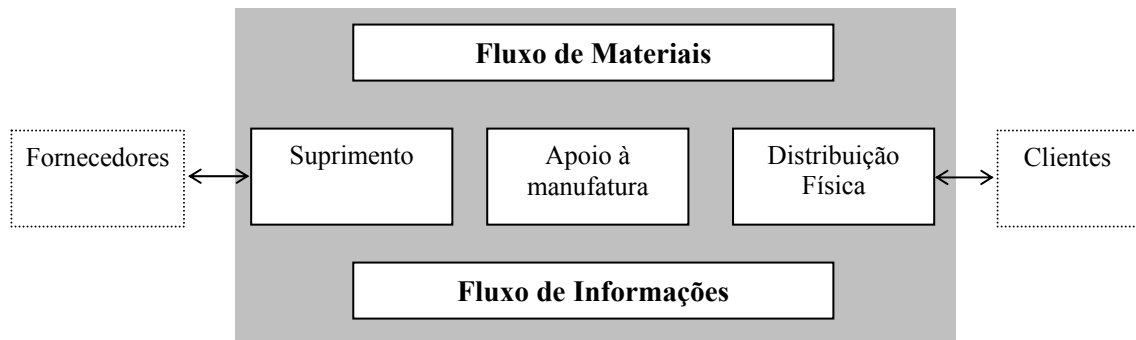 Fluxo de Materiais
Fornecedores
Suprimento
Apoio à
manufatura
Distribuição
Física
Clientes
Fluxo de Informações